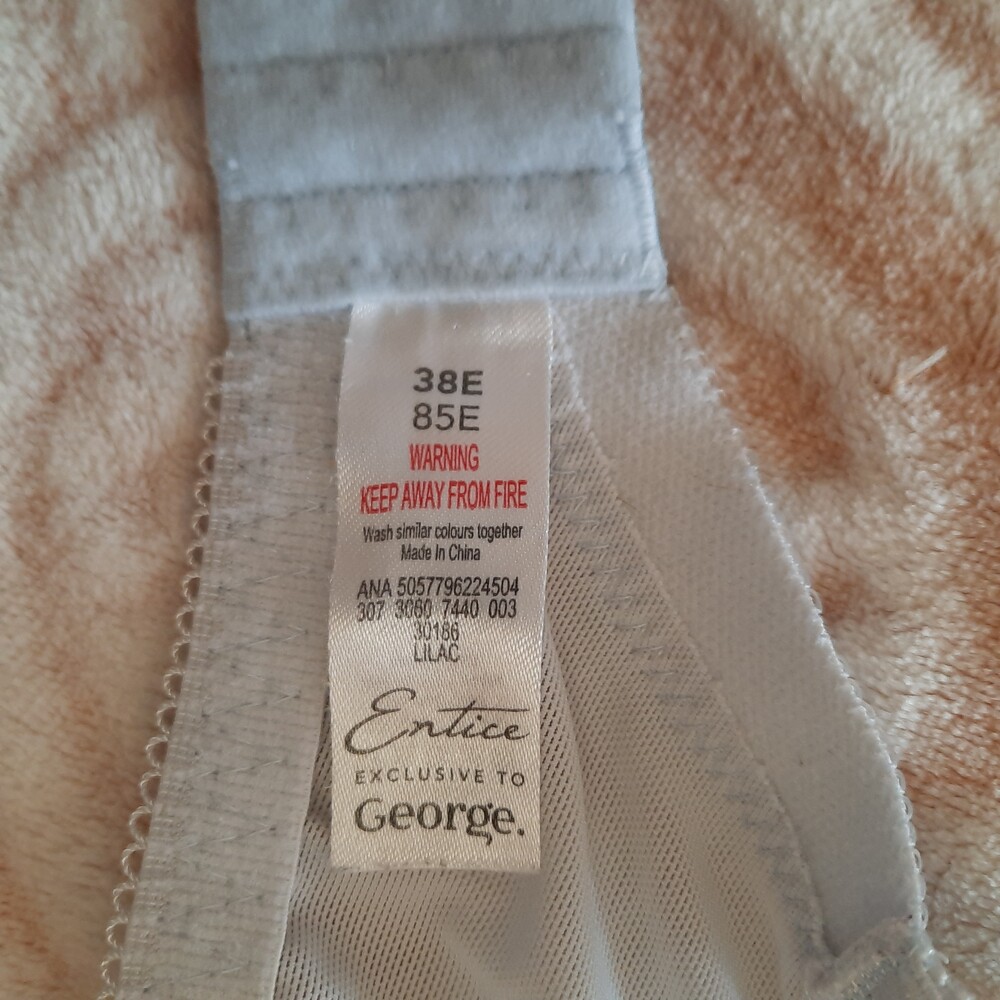 38E
85E
WARNING
KEEP AWAY FROM FIRE
Wash similar colours together
Made In China
ANA 5057796224504
307 3060 7440 003
30186
LILAC
Entice
EXCLUSIVE TO
George.